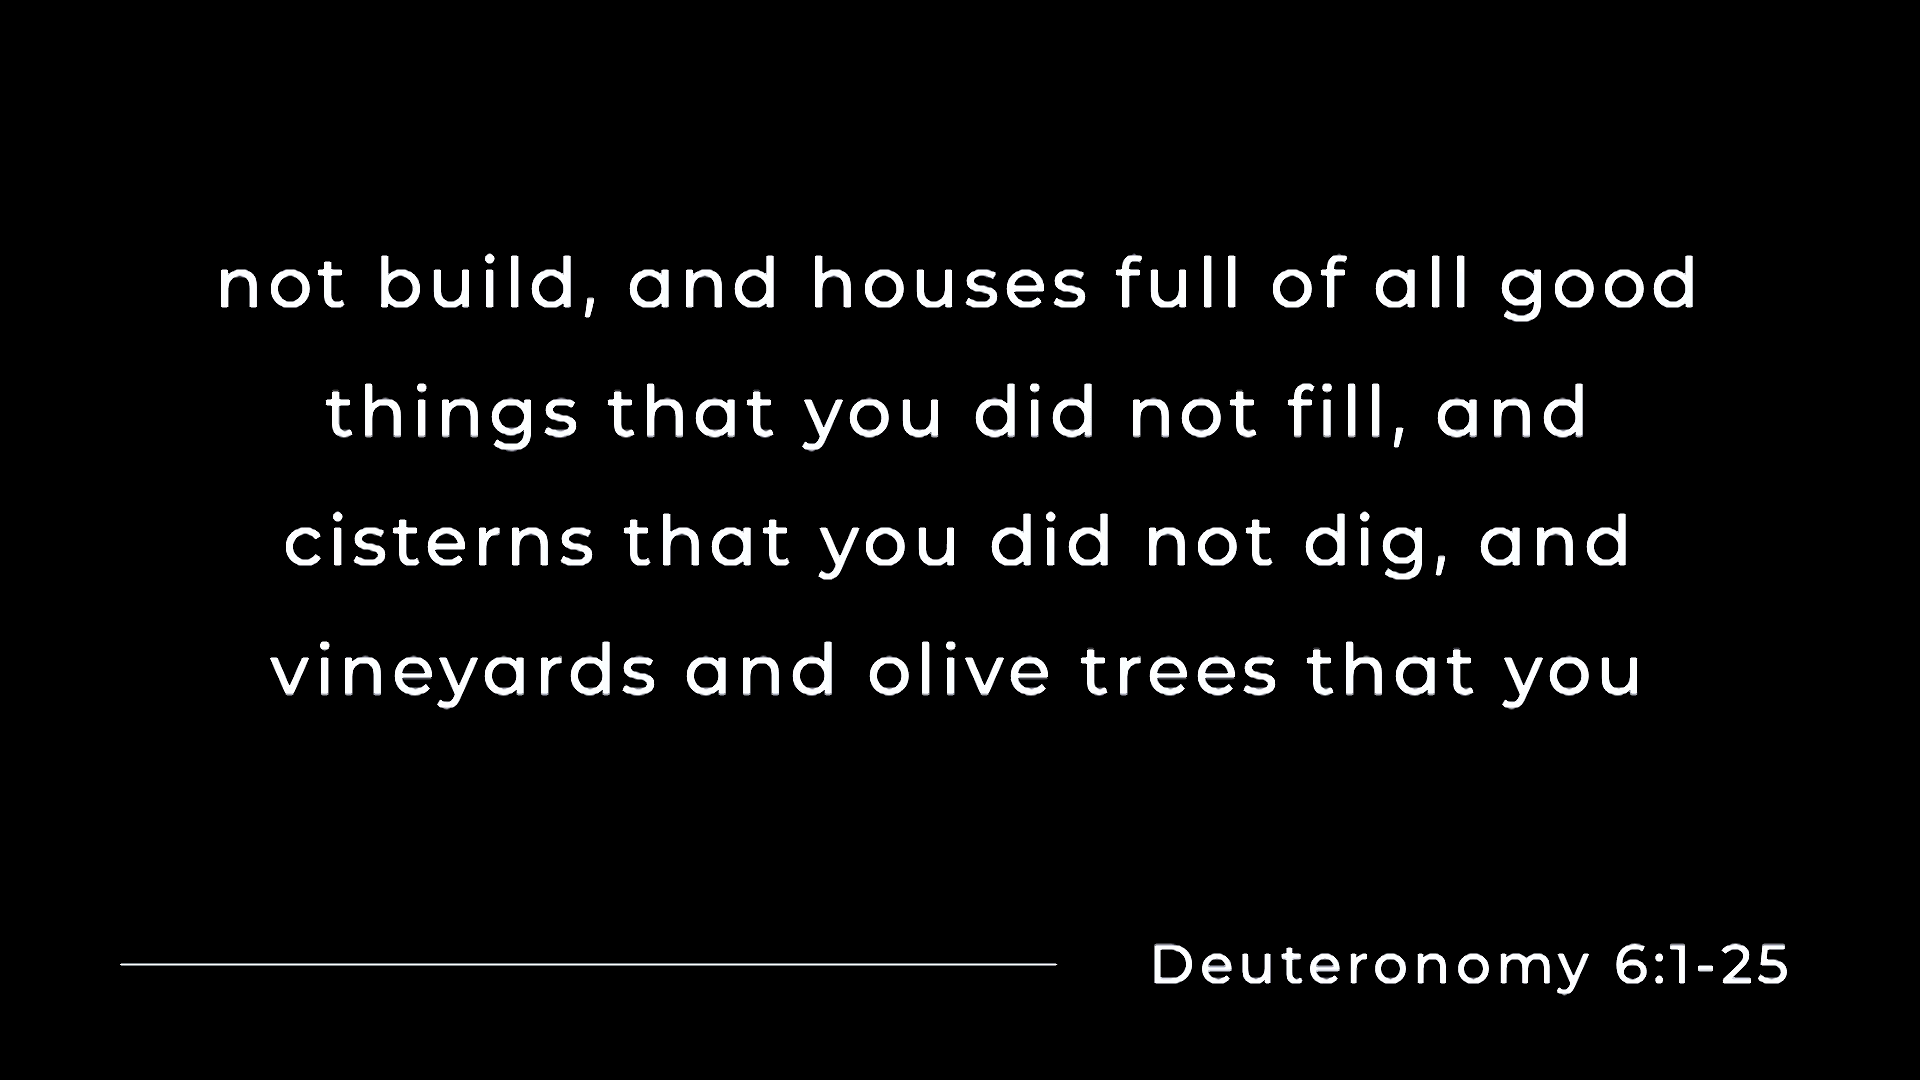 not build, and houses full of all good
things that you did not fill, and
cisterns that you did not dig, and
vineyards and olive trees that you
Deuteronomy 6:1-25